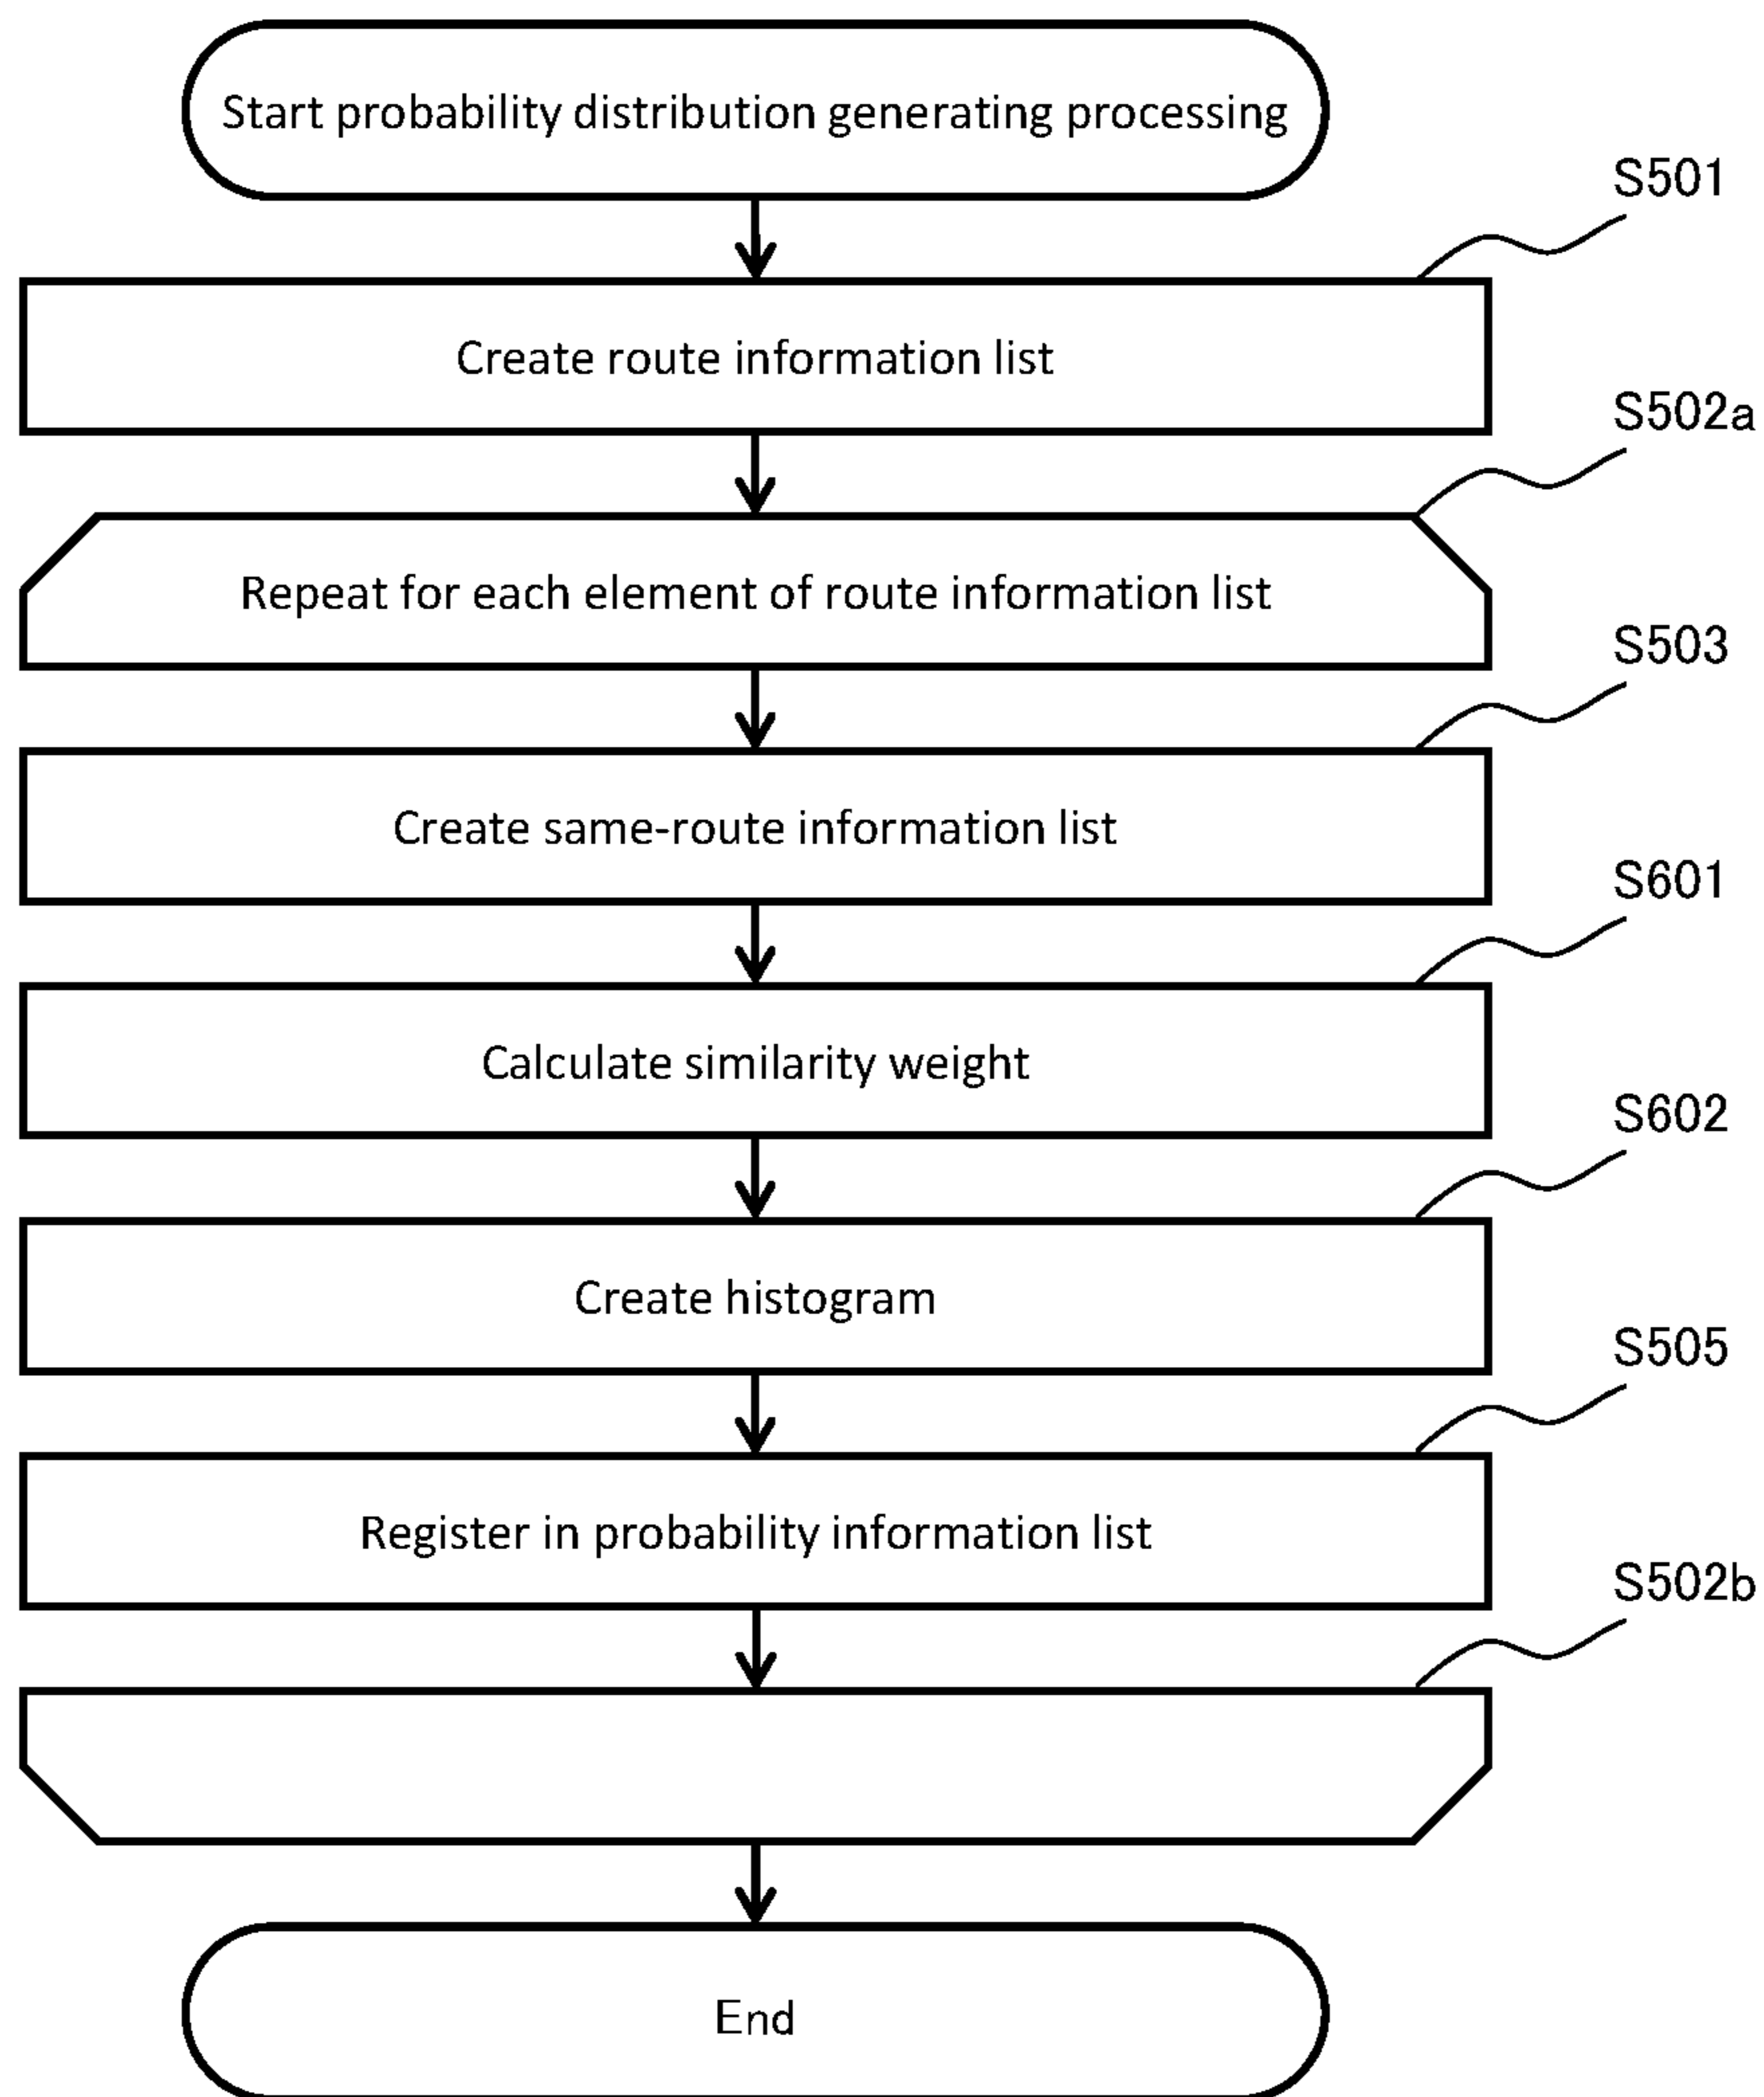 Start probability distribution generating processing
S501
Create route information list
S502a
Repeat for each element of route information list
S503
Create same-route information list
S601
Calculate similarity weight
S602
Create histogram
S505
Register in probability information list
S502b
End